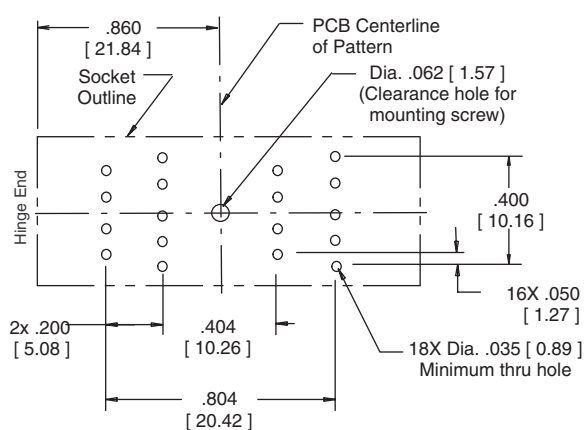 .860
[ 21.84 ]
PCB Centerline
of Pattern
Socket
Outline
Dia. .062 [ 1.57 ]
(Clearance hole for
mounting screw)
Hinge End
.400
[ 10.16 ]
16X .050
[ 1.27 ]
2x .200
[ 5.08 ]
.404
[ 10.26 ]
18X Dia. .035 [ 0.89 ]
Minimum thru hole
.804
[ 20.42 ]